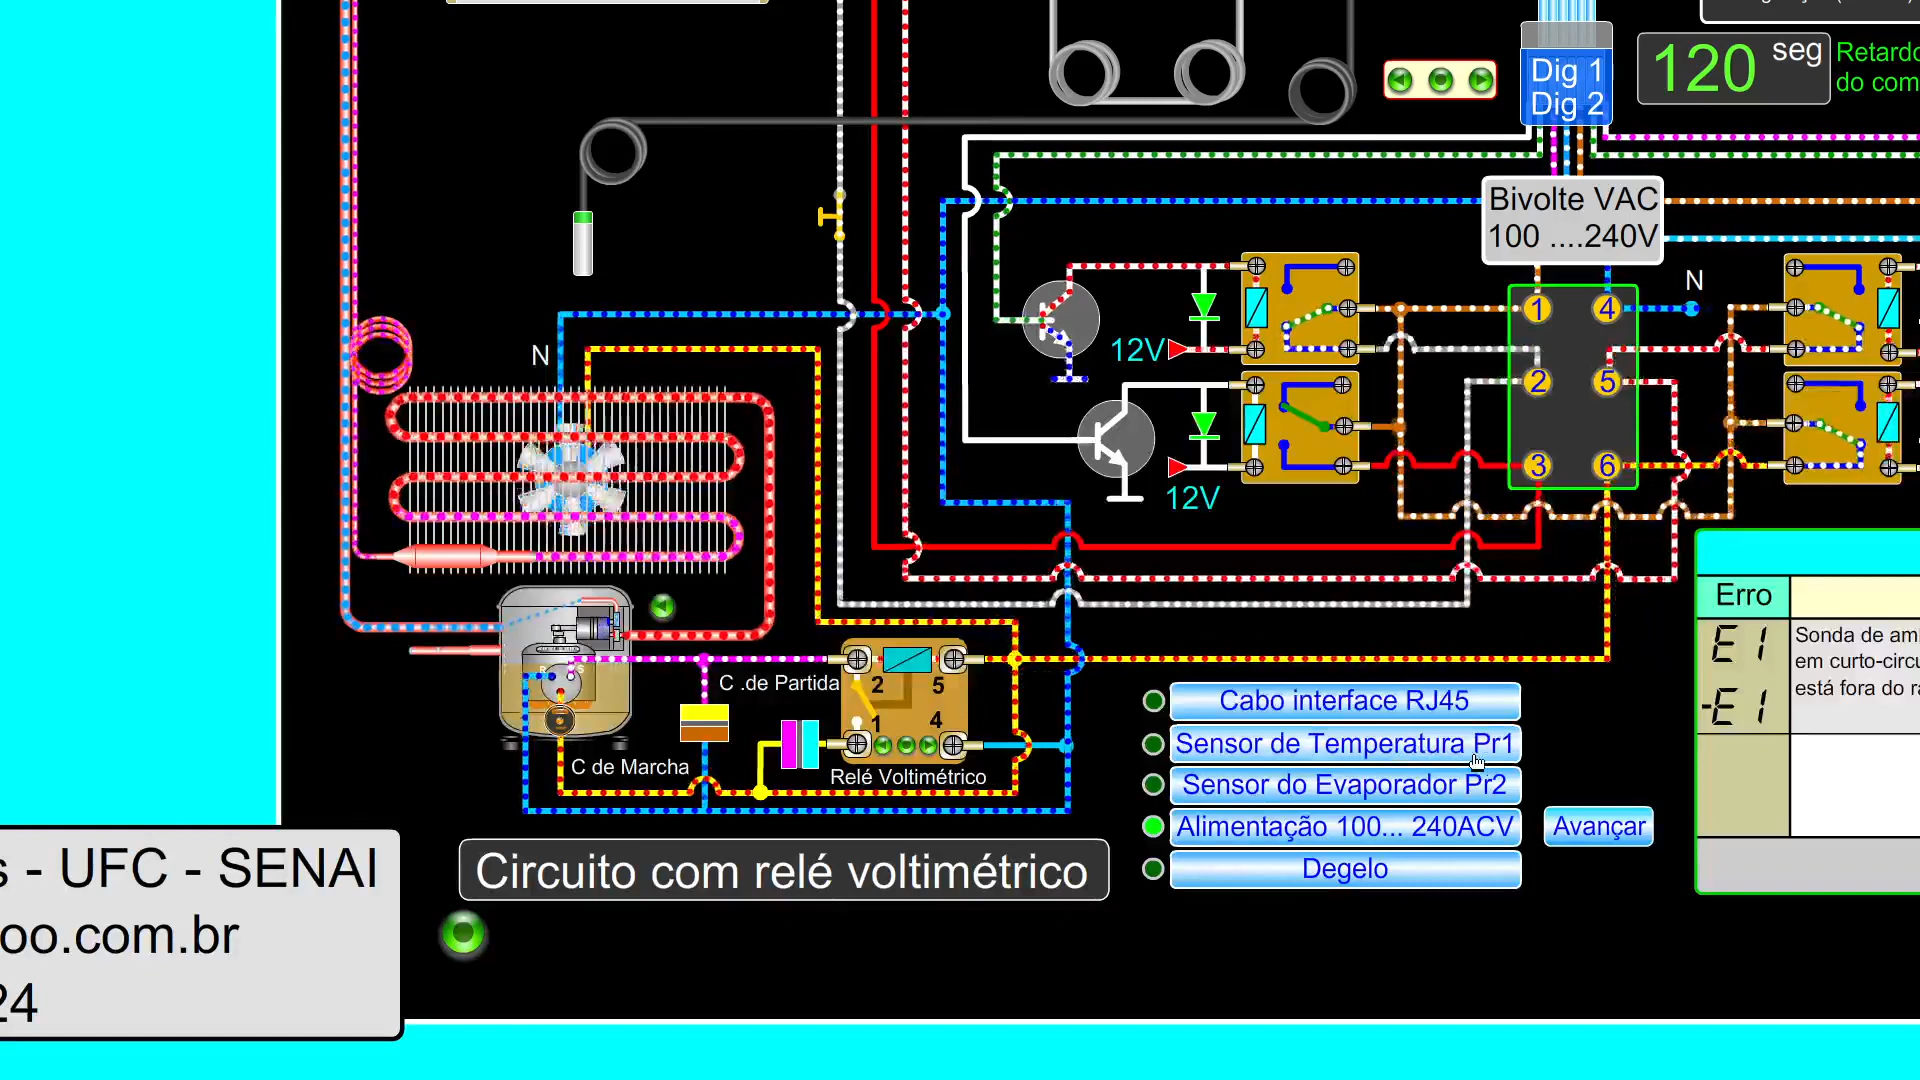 seg
120
Retardo
do com
Dig 1
Dig 2
Bivolte VAC
100 ....240V
N
1
4
12V
N
2
5
3
6
12V
Erro
E1
Sonda de am
em curto-circu
está fora do ra
-E1
R
S
C .de Partida
2
5
1
4
C de Marcha
Relé Voltimétrico
Cabo interface RJ45
Sensor de Temperatura Pr1
Sensor do Evaporador Pr2
Alimentação 100... 240ACV
Avançar
Degelo
Circuito com relé voltimétrico
s - UFC - SENAI
oo.com.br
24